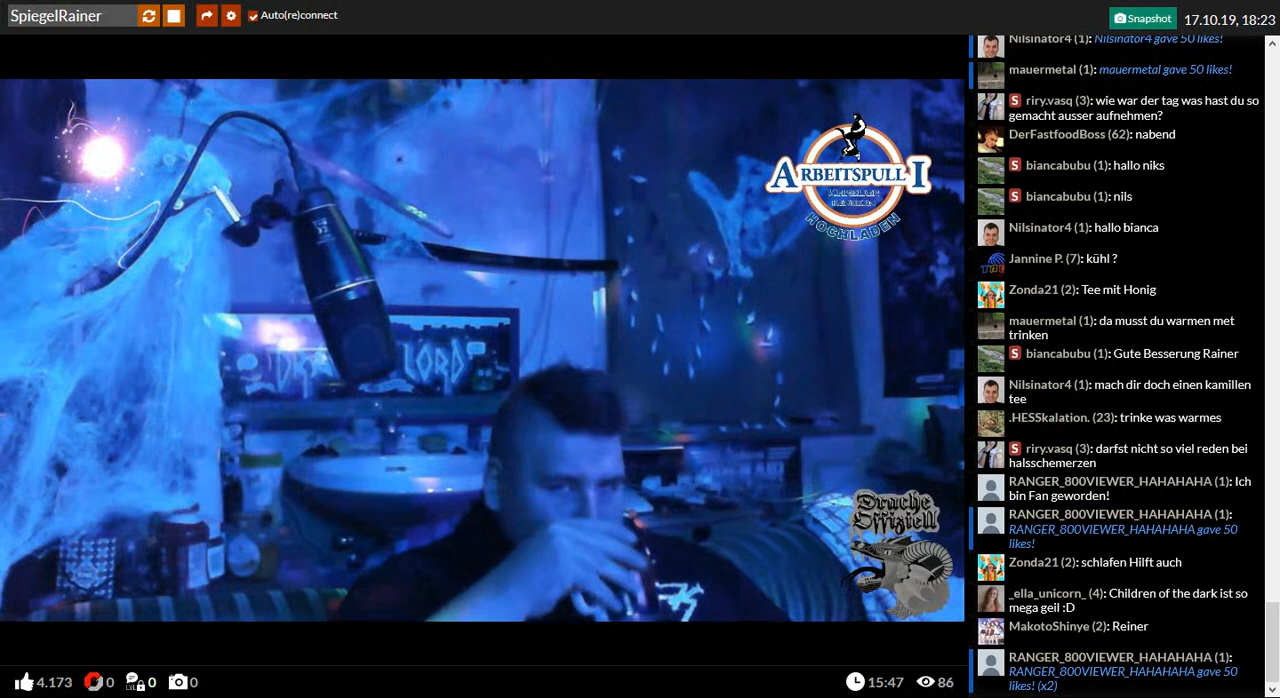 SpiegelRainer
Auto(re)connect
Snapshot
17.10.19, 18:23
ARBEITSPULLI
HOCHLADEN
LORD
Drache
Offiziell
Nilsinator4 (1): Nilsinator4 gave 50 likes!
mauermetal (1): mauermetal gave 50 likes!
S riry.vasq (3): wie war der tag was hast du so
gemacht ausser aufnehmen?
DerFastfoodBoss (62): nabend
S biancabubu (1): hallo niks
S biancabubu (1): nils
Nilsinator4 (1): hallo bianca
Jannine P. (7): kühl ?
Zonda21 (2): Tee mit Honig
mauermetal (1): da musst du warmen met
trinken
S biancabubu (1): Gute Besserung Rainer
Nilsinator4 (1): mach dir doch einen kamillen
tee
.HESSkalation. (23): trinke was warmes
S riry.vasq (3): darfst nicht so viel reden bei
halsschemerzen
RANGER_800VIEWER_HAHAHAHA (1): Ich
bin Fan geworden!
RANGER_800VIEWER_HAHAHAHA (1):
RANGER_800VIEWER_HAHAHAHA gave 50
likes!
Zonda21 (2): schlafen Hilft auch
_ella_unicorn_ (4): Children of the dark ist so
mega geil :D
MakotoShinye (2): Reiner
RANGER_800VIEWER_HAHAHAHA (1):
RANGER_800VIEWER_HAHAHAHA gave 50
likes! (x2)
4.173
0
LVL
0
0
15:47
86